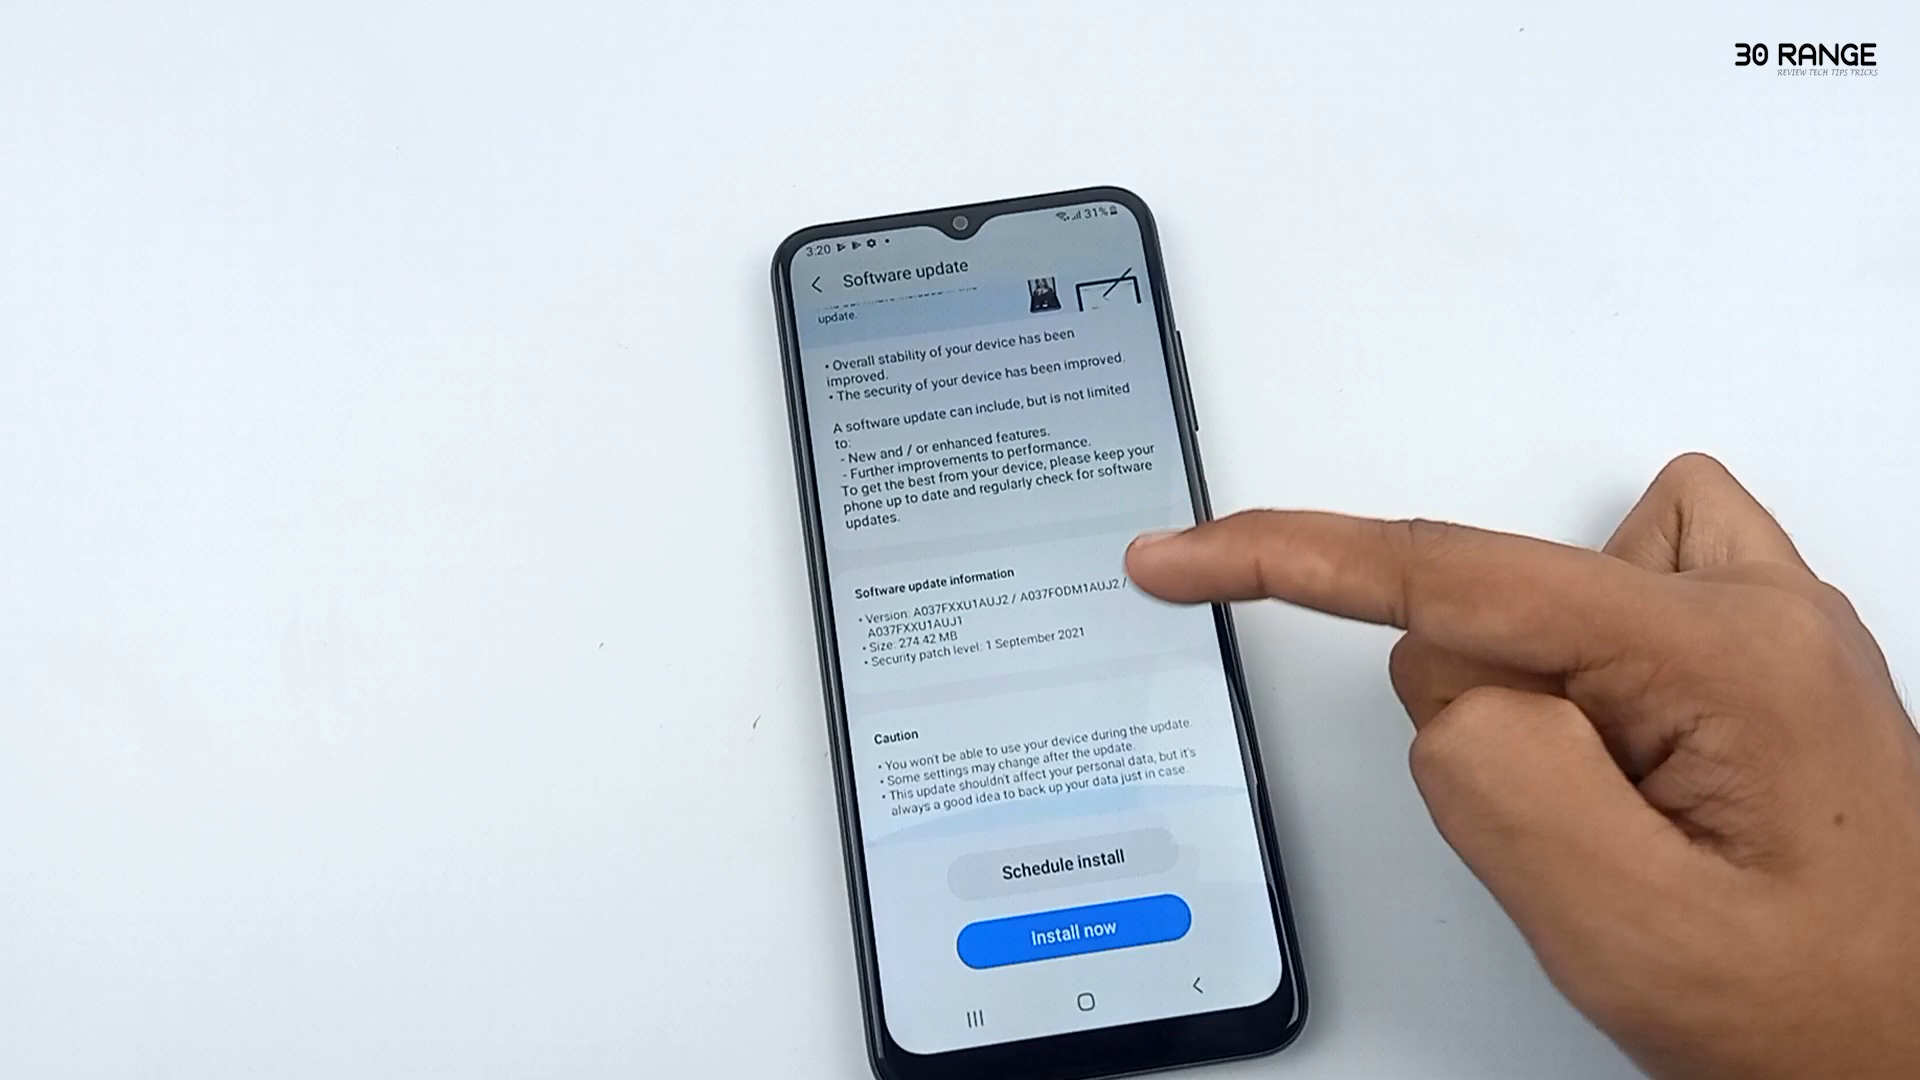 30 RANGE
REVIEW TECH TIPS TRICKS
3:20
31%
Software update
update.
• Overall stability of your device has been
improved.
• The security of your device has been improved.
A software update can include, but is not limited
to:
- New and / or enhanced features.
- Further improvements to performance.
To get the best from your device, please keep your
phone up to date and regularly check for software
updates.
Software update information
• Version: A037FXXU1AUJ2 / A037FODM1AUJ2 /
A037FXXU1AUJ1
• Size: 274.42 MB
• Security patch level: 1 September 2021
Caution
• You won't be able to use your device during the update.
• Some settings may change after the update.
• This update shouldn't affect your personal data, but it's
always a good idea to back up your data just in case.
Schedule install
Install now